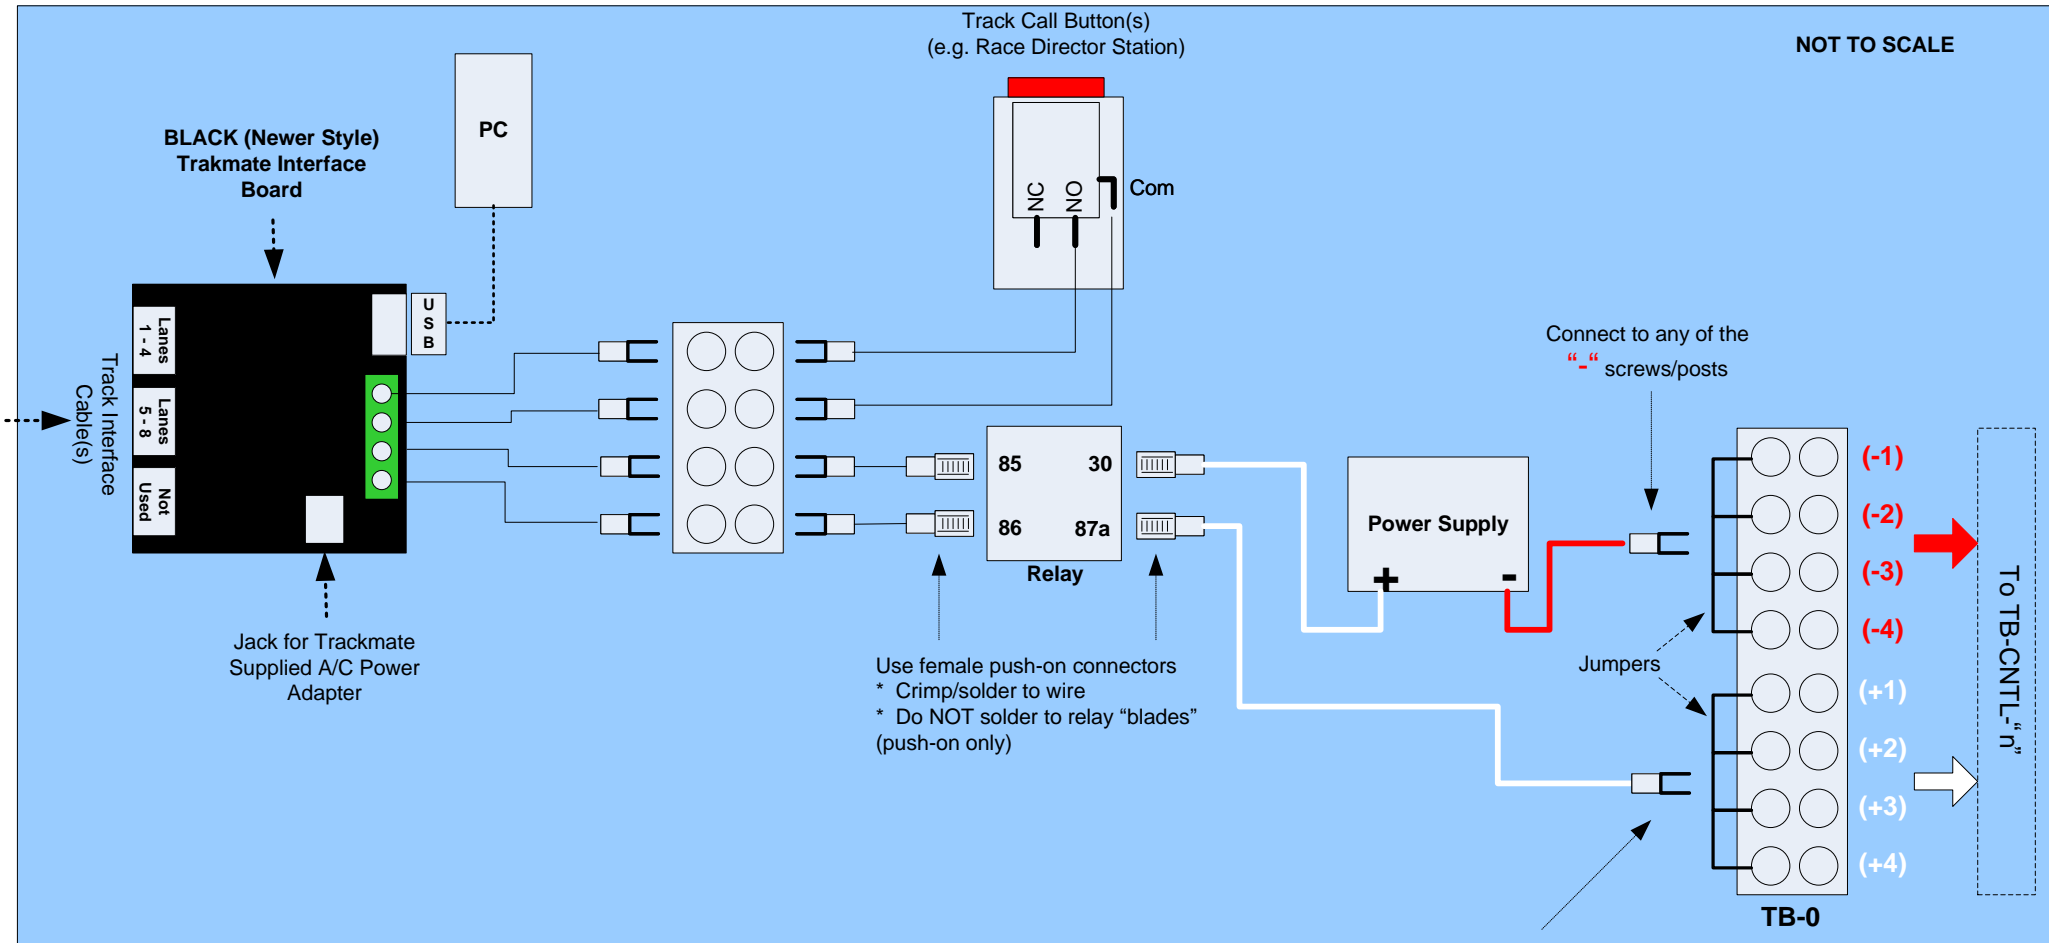 Track Call Button(s)
(e.g. Race Director Station)
NOT TO SCALE
PC
BLACK (Newer Style)
Trakmate Interface
Board
NC
NO
Com
USB
Lanes
1 - 4
Lanes
5 - 8
Not
Used
Track Interface
Cable(s)
Connect to any of the
“-“ screws/posts
85
30
86
87a
Relay
Power Supply
+
-
(-1)
(-2)
(-3)
(-4)
(+1)
(+2)
(+3)
(+4)
To TB-CNTL-“n”
Jumpers
Jack for Trackmate
Supplied A/C Power
Adapter
Use female push-on connectors
* Crimp/solder to wire
* Do NOT solder to relay “blades”
(push-on only)
TB-0